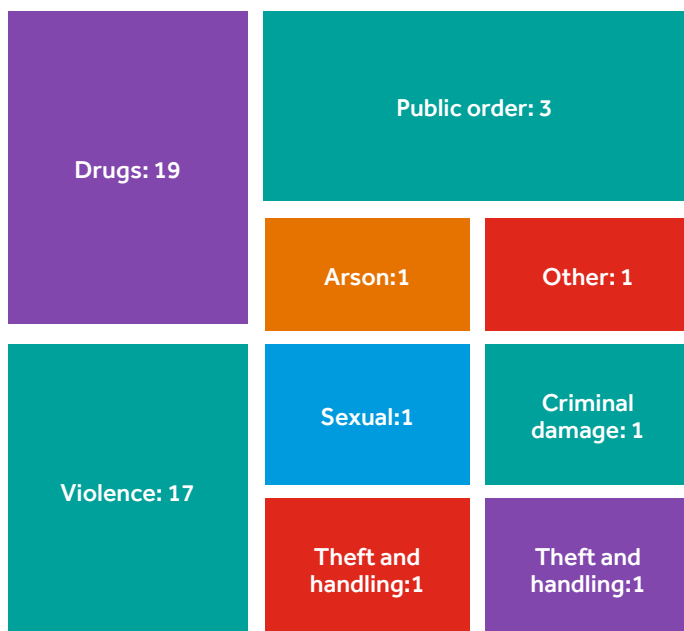 Drugs: 19
Public order: 3
Arson:1
Other: 1
Violence: 17
Sexual:1
Criminal
damage: 1
Theft and
handling:1
Theft and
handling:1